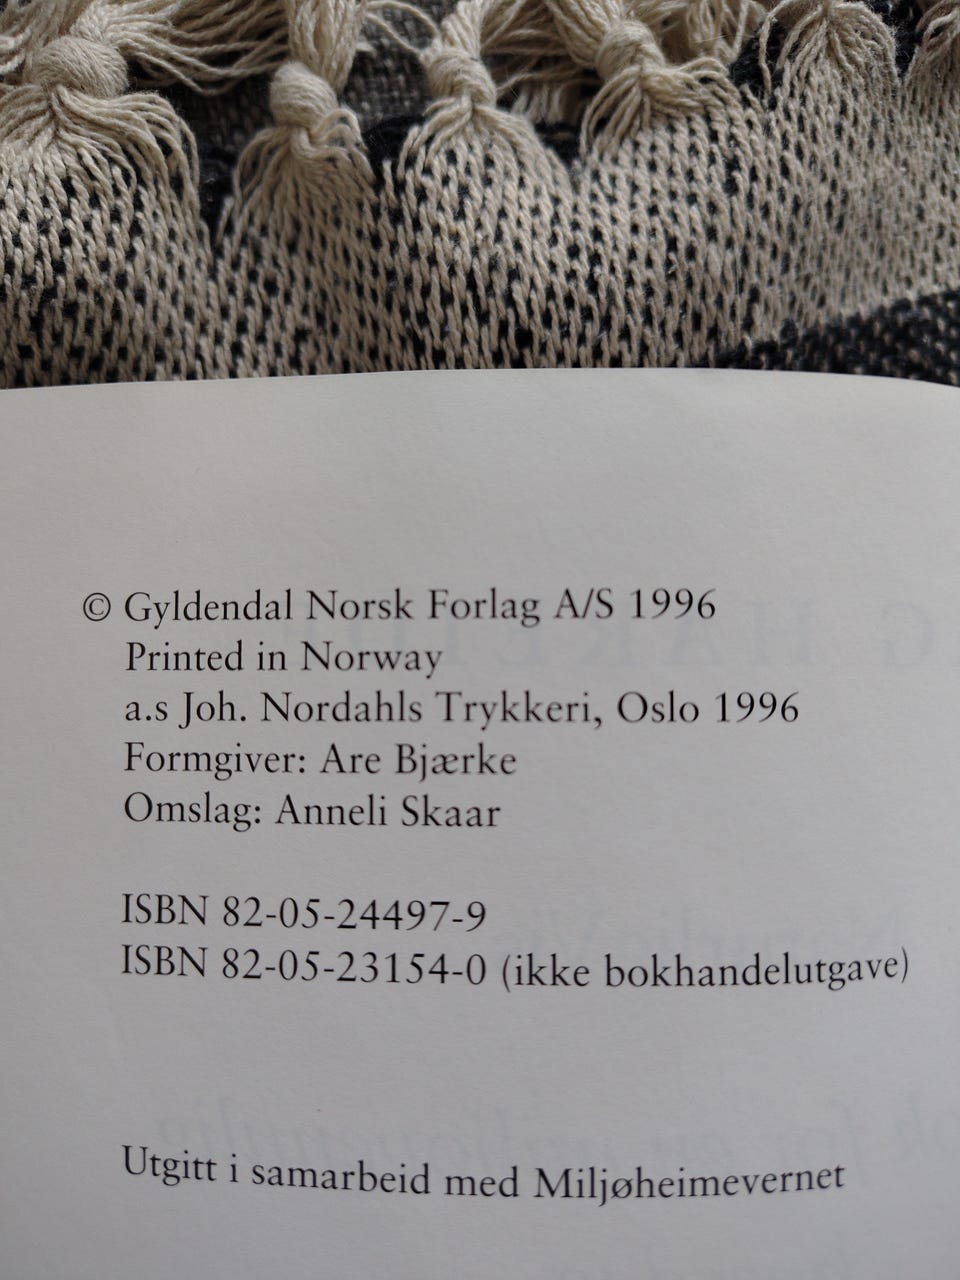 © Gyldendal Norsk Forlag A/S 1996
Printed in Norway
a.s Joh. Nordahls Trykkeri, Oslo 1996
Formgiver: Are Bjærke
Omslag: Anneli Skaar
ISBN 82-05-24497-9
ISBN 82-05-23154-0 (ikke bokhandelutgave)
Utgitt i samarbeid med Miljøheimevernet